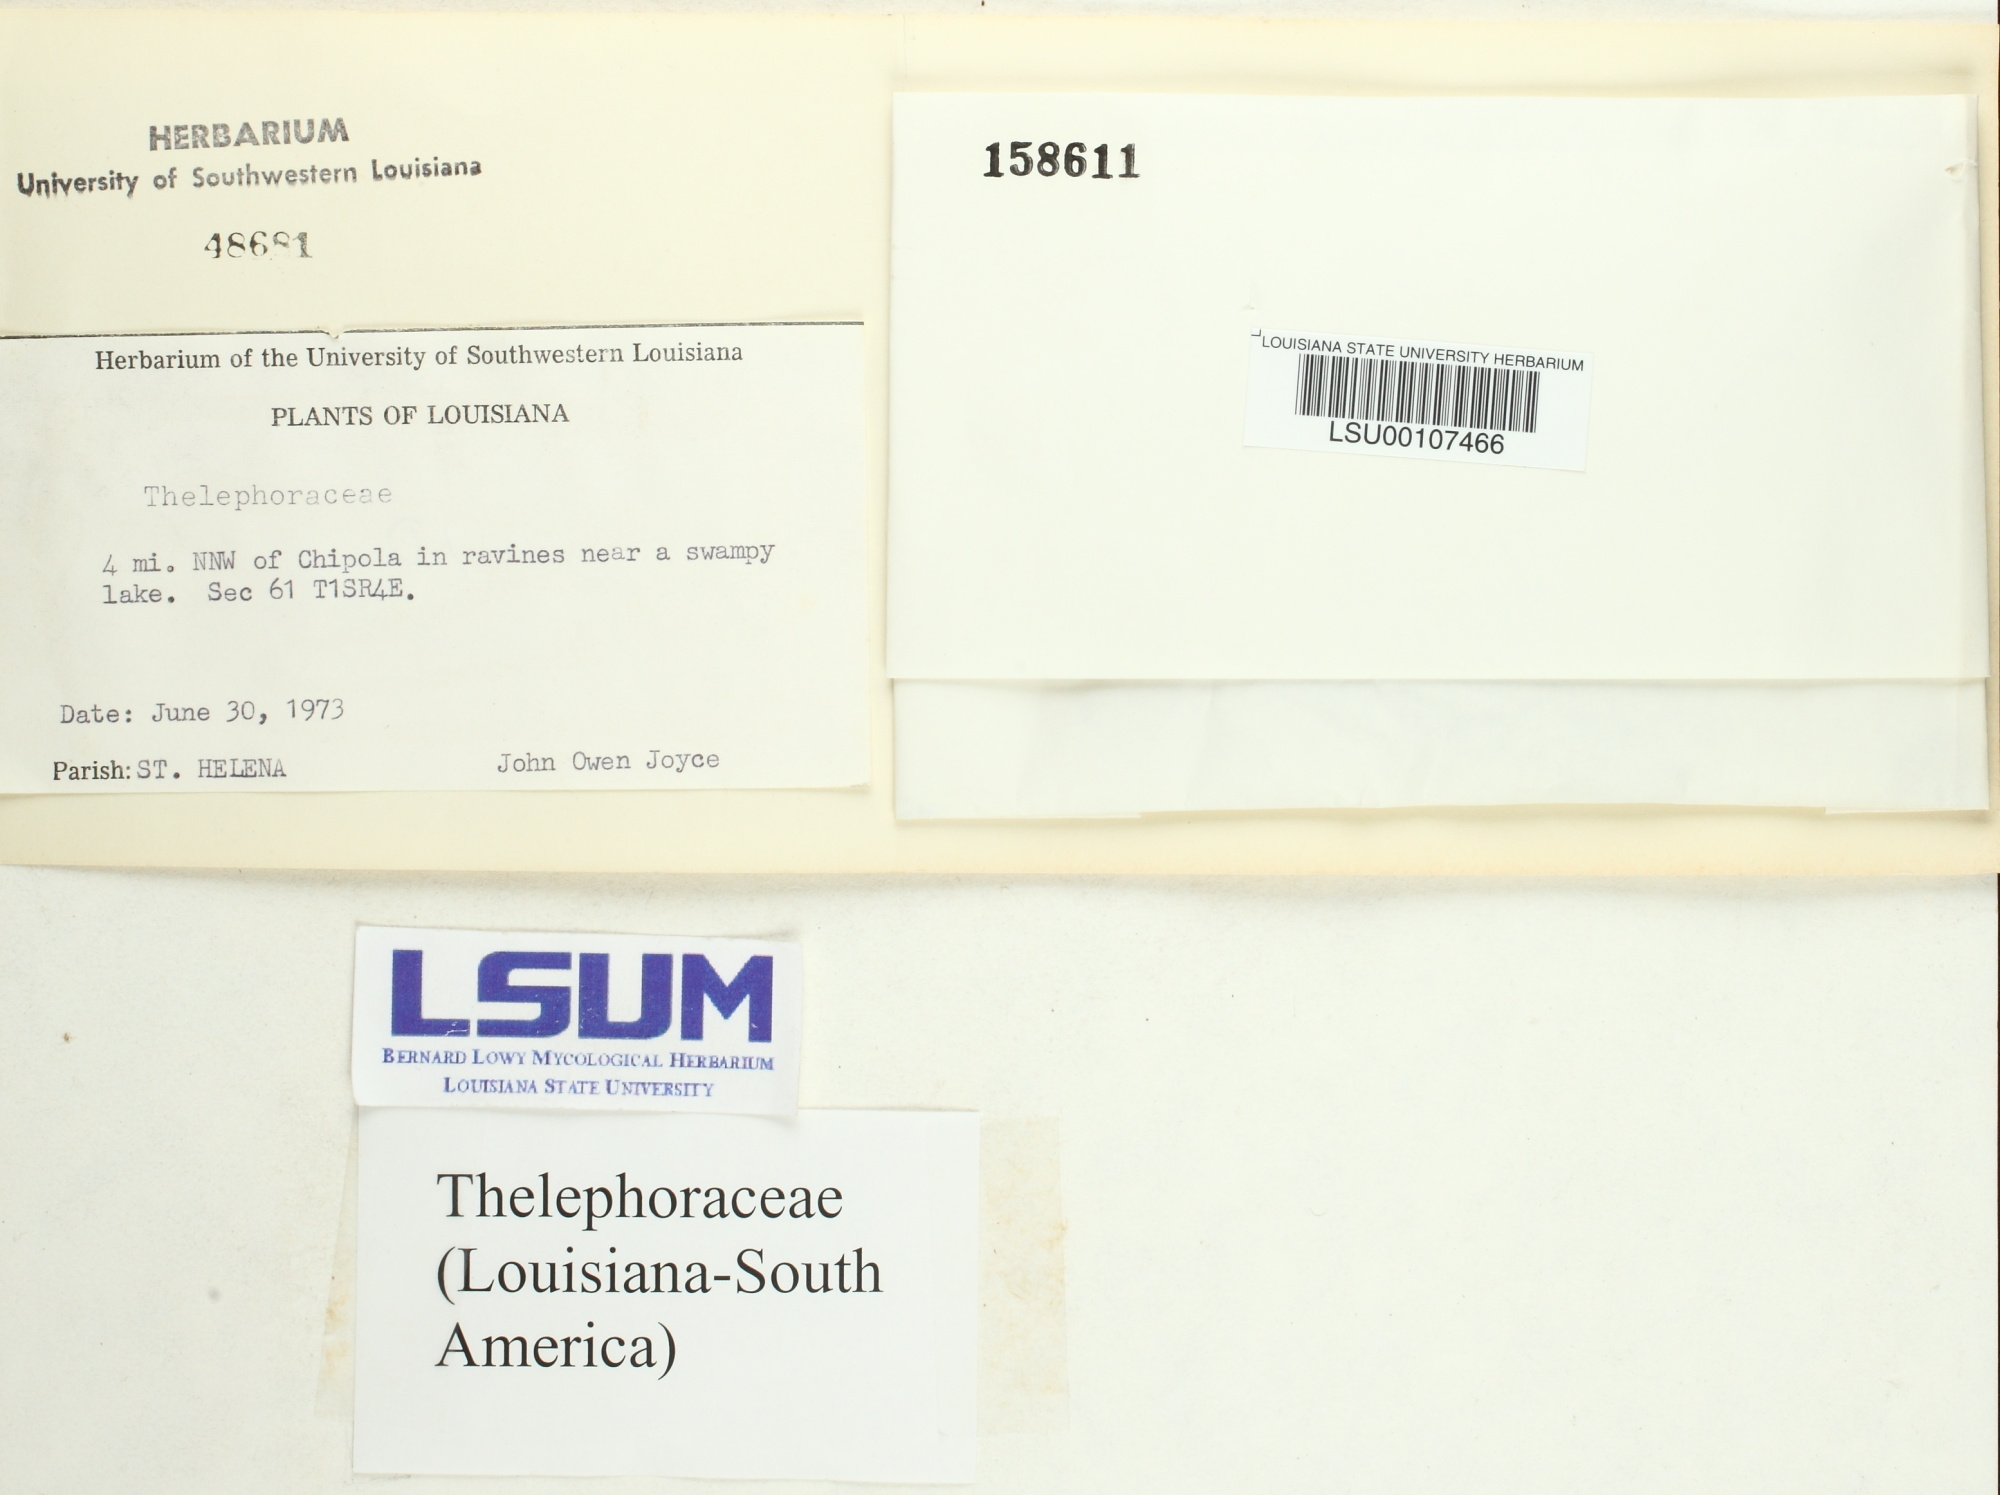 HERBARIUM
University of Southwestern Louisiana
48681
Herbarium of the University of Southwestern Louisiana
PLANTS OF LOUISIANA
Thelephoraceae
4 mi. NNW of Chipola in ravines near a swampy
lake. Sec 61 T1SR4E.
Date: June 30, 1973
Parish: ST. HELENA John Owen Joyce
158611
LOUISIANA STATE UNIVERSITY HERBARIUM
LSU00107466
LSUM
BERNARD LOWY MYCOLOGICAL HERBARIUM
LOUISIANA STATE UNIVERSITY
Thelephoraceae
(Louisiana-South
America)